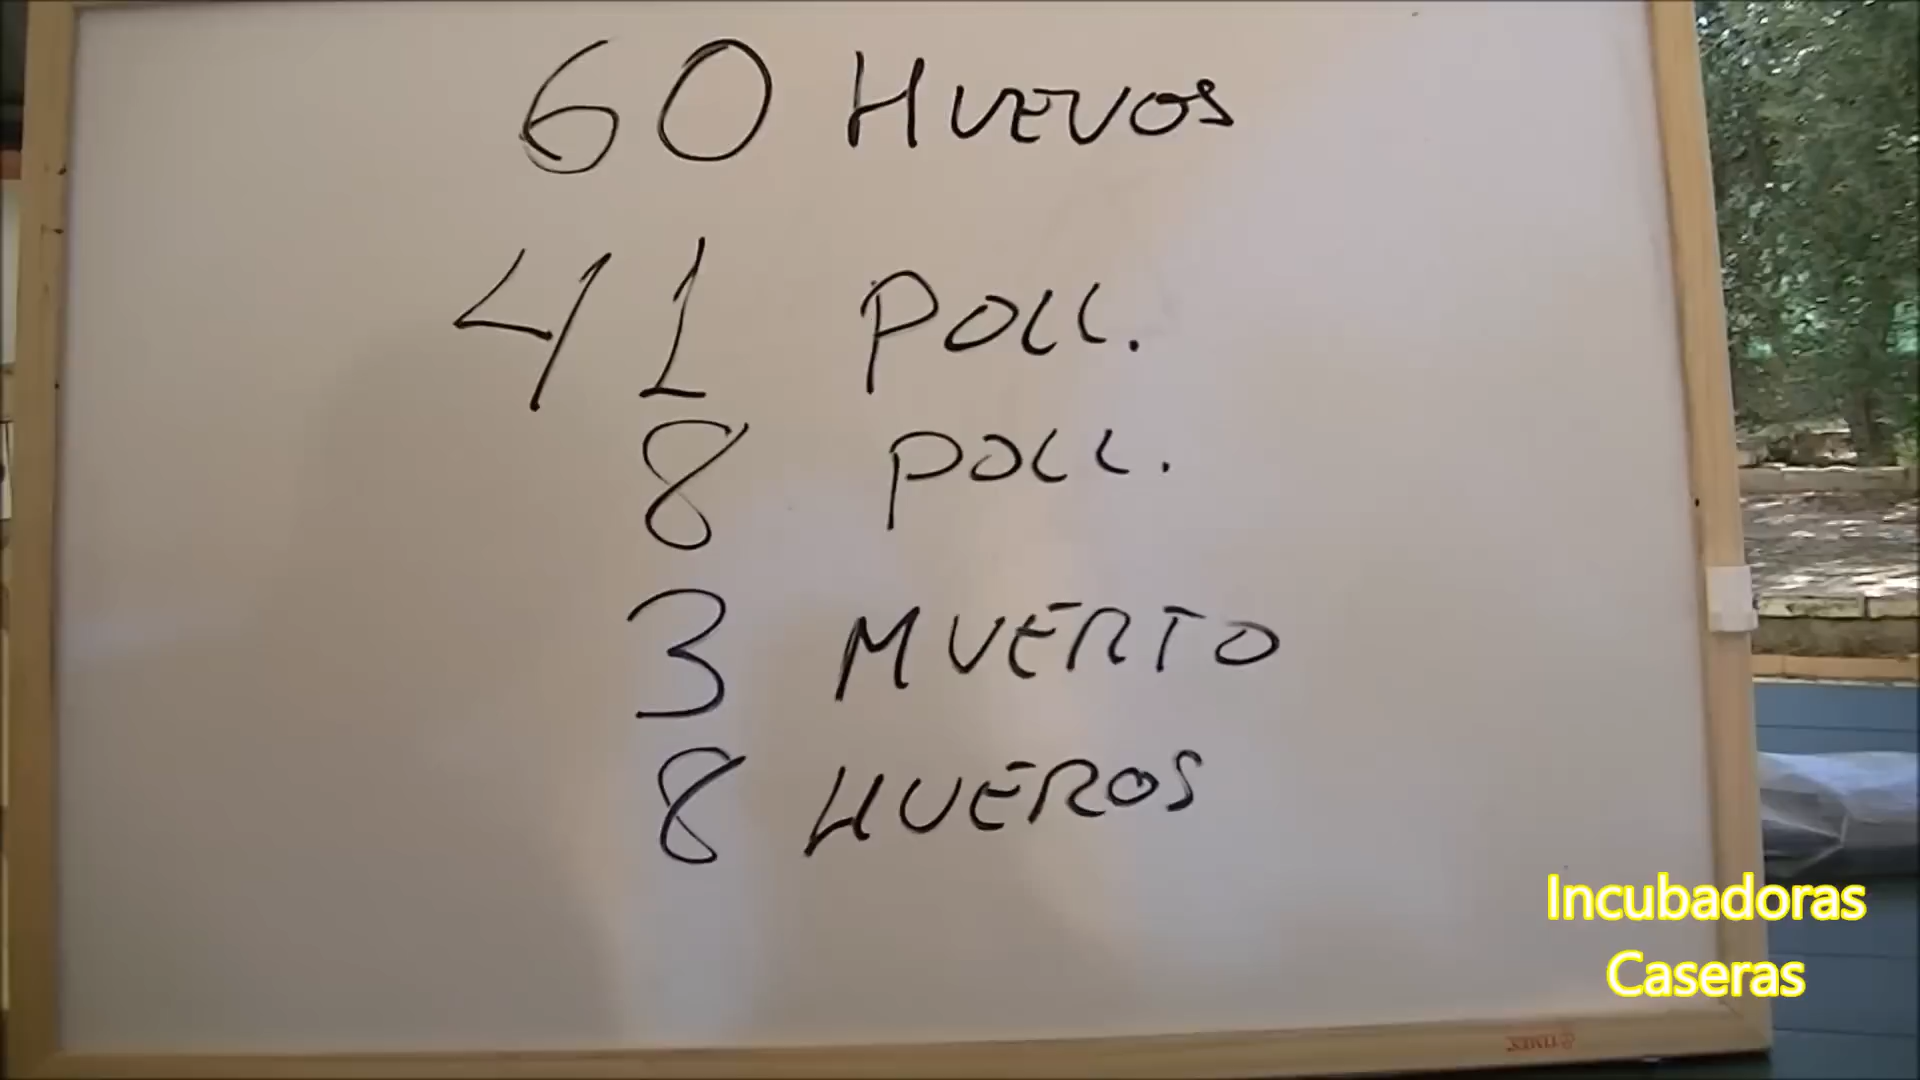 60 HUEVOS
41 POLL.
8 POLL.
3 MUERTO
8 HUEROS
Incubadoras
Caseras